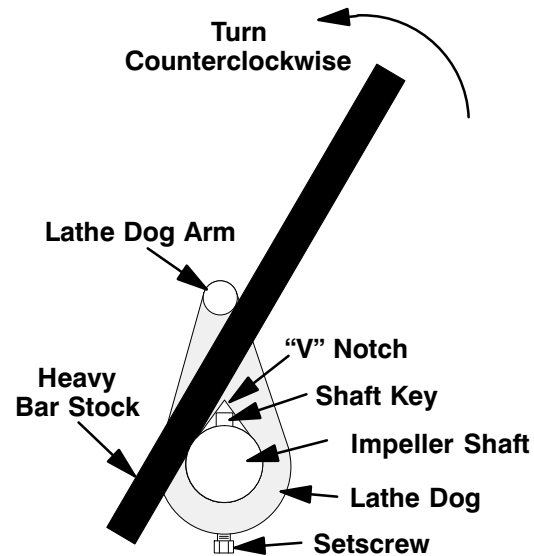 Turn
Counterclockwise
Lathe Dog Arm
“V” Notch
Heavy
Bar Stock
Shaft Key
Impeller Shaft
Lathe Dog
Setscrew